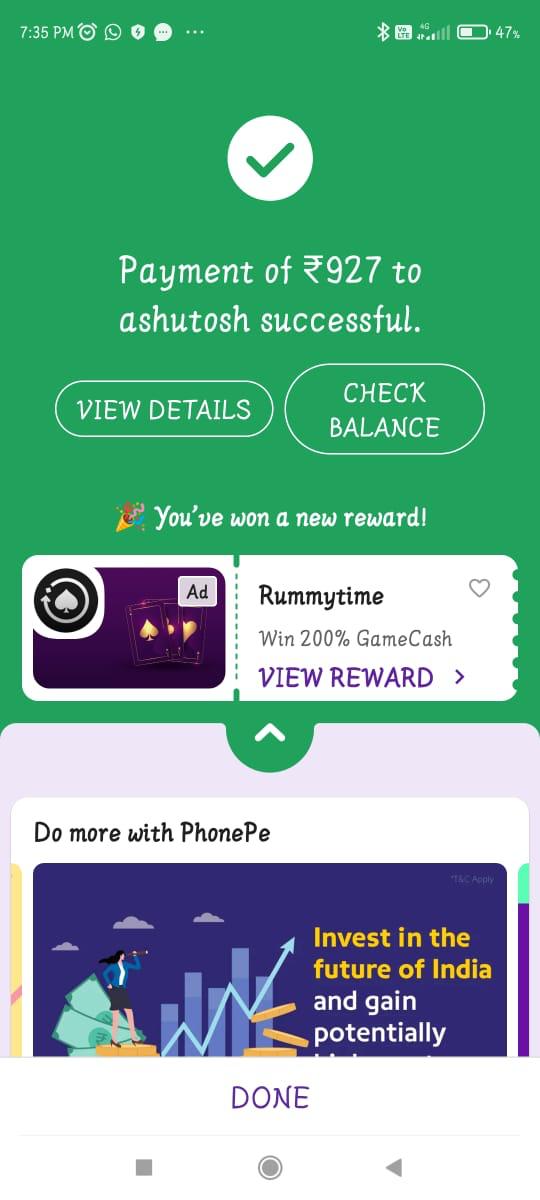 7:35 PM
Vo LTE 4G 47%
Payment of ₹927 to
ashutosh successful.
VIEW DETAILS
CHECK
BALANCE
🎉 You've won a new reward!
Ad
Rummytime
Win 200% GameCash
VIEW REWARD >
Do more with PhonePe
*T&C Apply
Invest in the
future of India
and gain
potentially
DONE